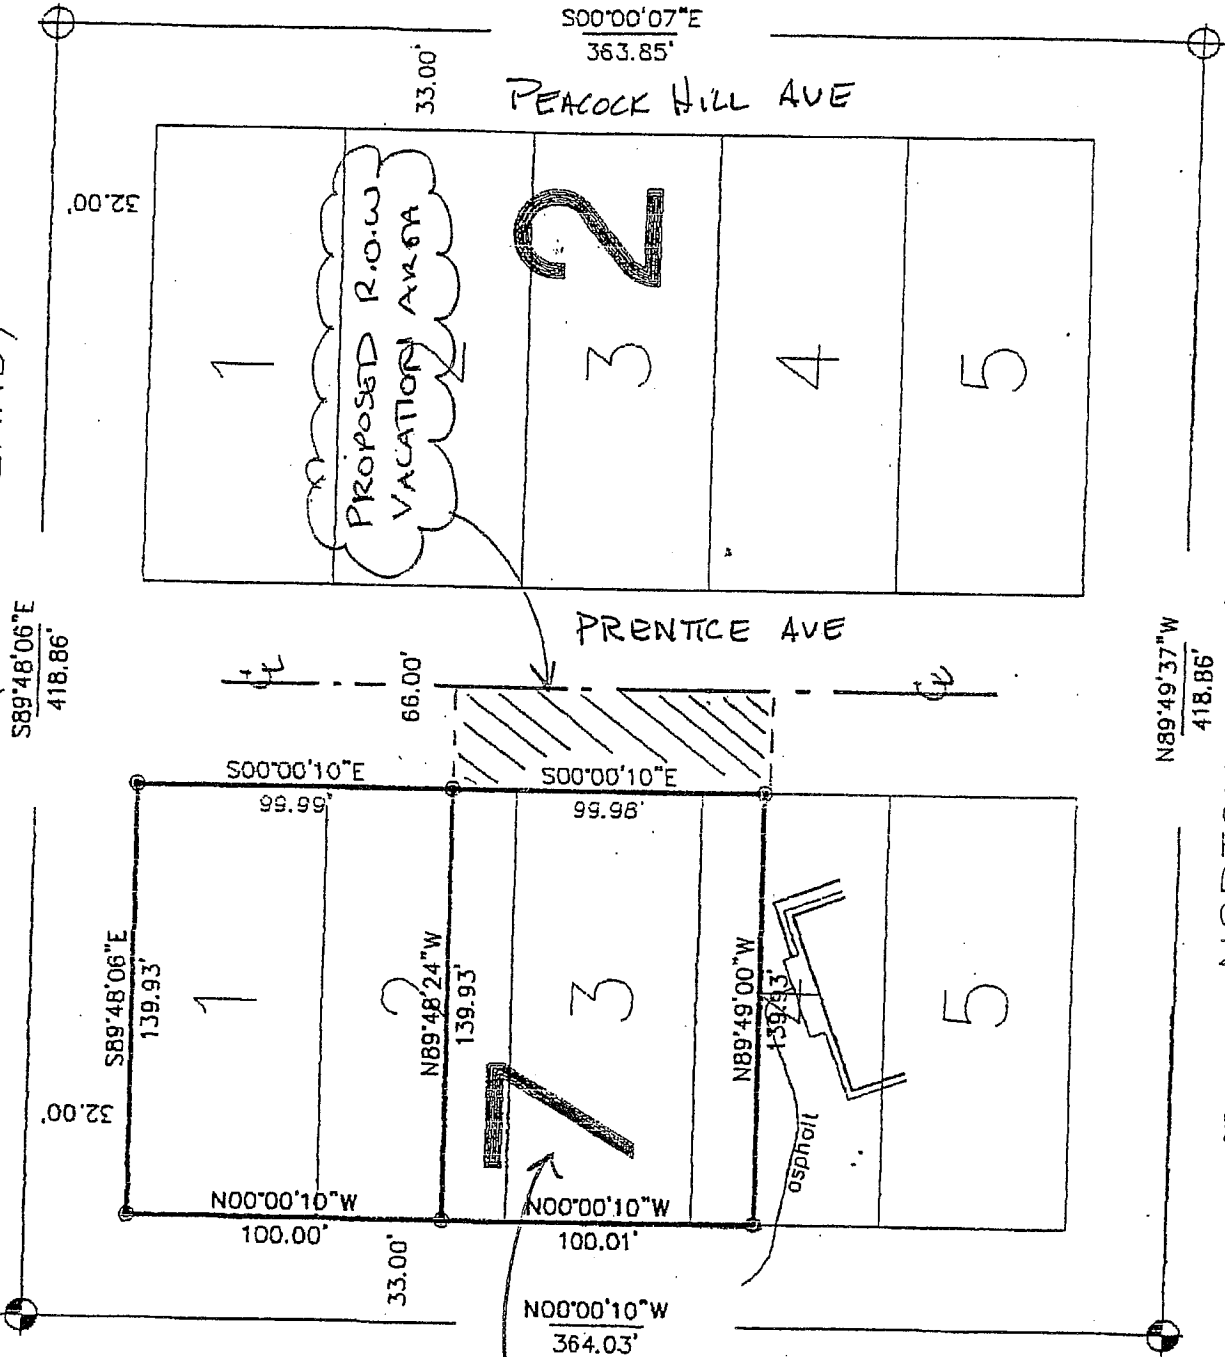 S00°00'07"E
363.85'
33.00'
PEACOCK HILL AVE
32.00'
1
2
3
4
5
2
PROPOSED R.O.W
VACATION AREA
S89°48'06"E
418.86'
PRENTICE AVE
N89°49'37"W
418.86'
66.00'
S00°00'10"E
99.99'
S00°00'10"E
99.98'
S89°48'06"E
139.93'
1
2
N89°48'24"W
139.93'
3
N89°49'00"W
139.93'
4
5
7
32.00'
asphalt
N00°00'10"W
100.00'
N00°00'10"W
100.01'
33.00'
N00°00'10"W
364.03'